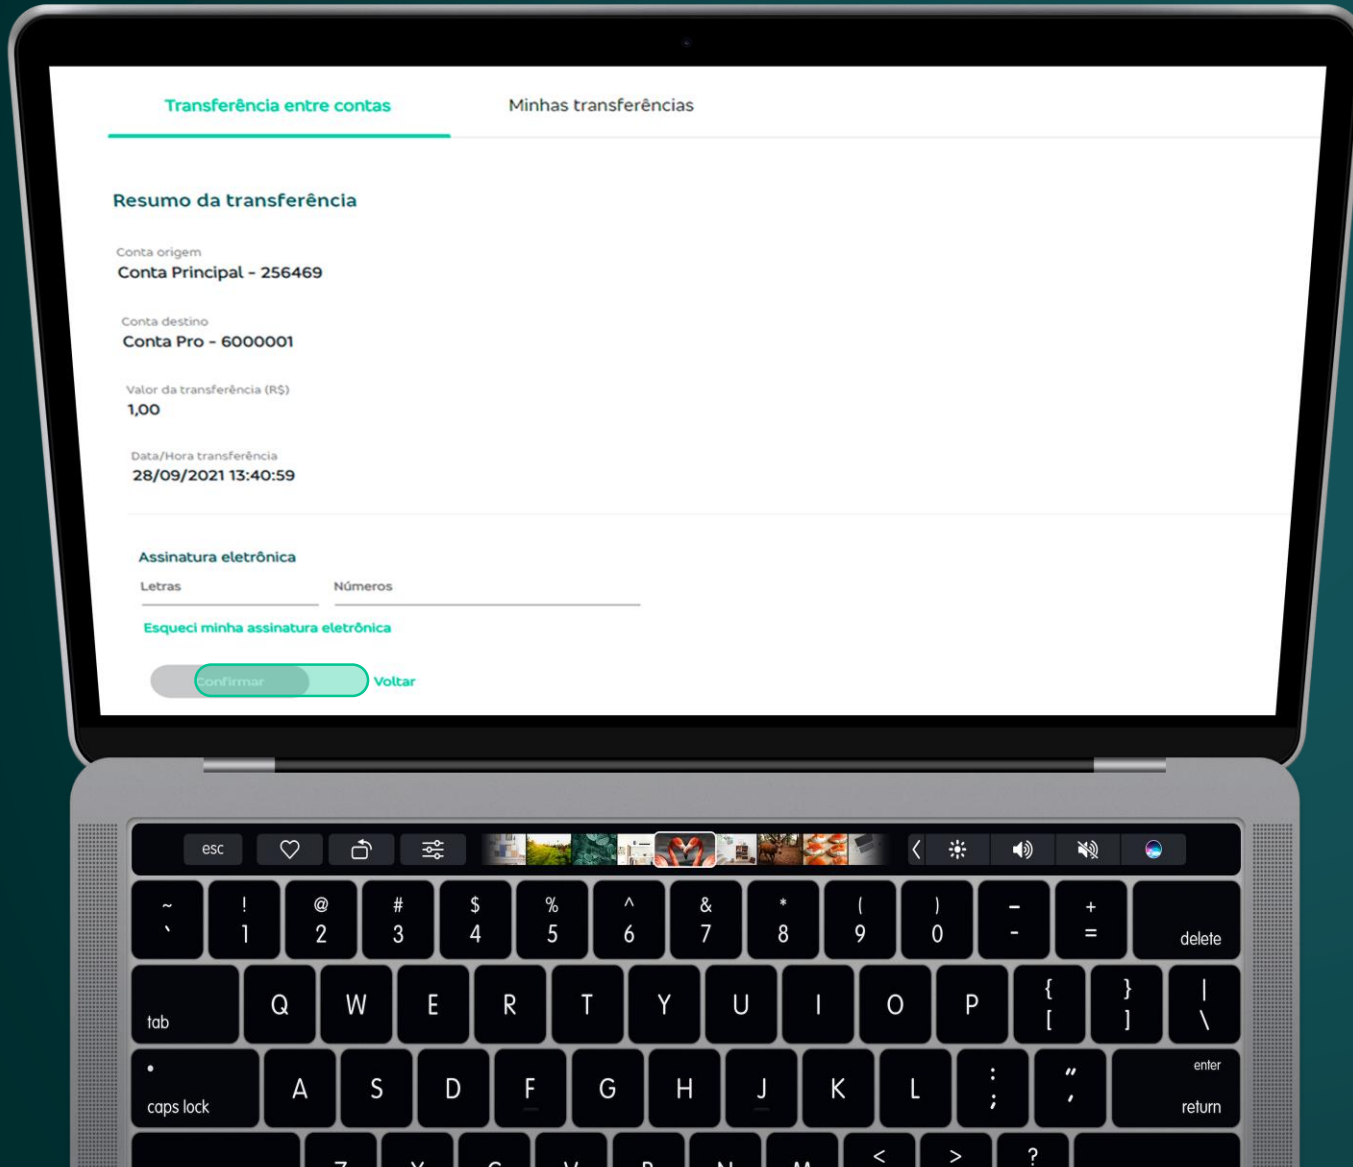 Transferência entre contas Minhas transferências
Resumo da transferência
Conta origem
Conta Principal - 256469
Conta destino
Conta Pro - 6000001
Valor da transferência (R$)
1,00
Data/Hora transferência
28/09/2021 13:40:59
Assinatura eletrônica
Letras Números
Esqueci minha assinatura eletrônica
Confirmar Voltar
esc
~ ! @ # $ % ^ & * ( ) – +
` 1 2 3 4 5 6 7 8 9 0 - =
delete
tab Q W E R T Y U I O P { } |
[ ] \
caps lock A S D F G H J K L : "
; '
enter
return
< > ?